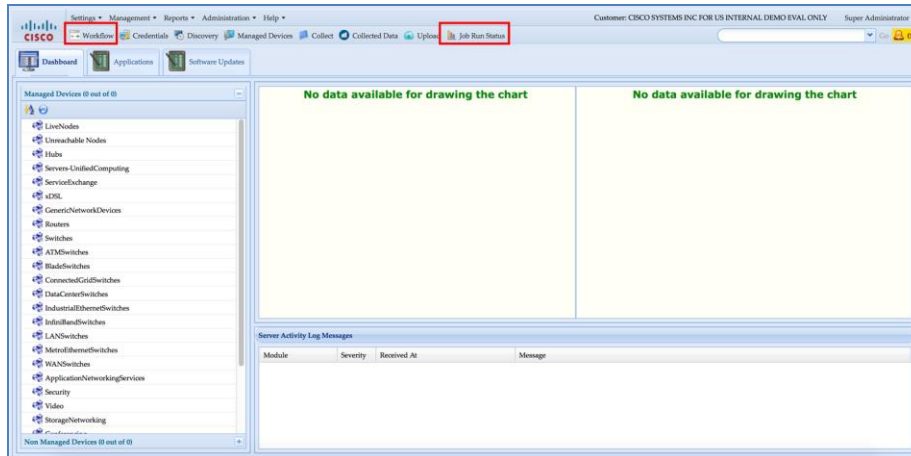 Settings Management Reports Administration Help Customer: CISCO SYSTEMS INC FOR US INTERNAL DEMO EVAL ONLY Super Administrator
CISCO Workflow Credentials Discovery Managed Devices Collect Collected Data Upload Job Run Status Go
Dashboard Applications Software Updates
Managed Devices (0 out of 0)
No data available for drawing the chart No data available for drawing the chart
LiveNodes
Unreachable Nodes
Hubs
Servers-UnifiedComputing
ServiceExchange
xDSL
GenericNetworkDevices
Routers
Switches
ATMSwitches
BladeSwitches
ConnectedGridSwitches
DataCenterSwitches
IndustrialEthernetSwitches
InfiniBandSwitches
LANSwitches
MetroEthernetSwitches
WANSwitches
ApplicationNetworkingServices
Security
Video
StorageNetworking
Non Managed Devices (0 out of 0)
Server Activity Log Messages
Module Severity Received At Message